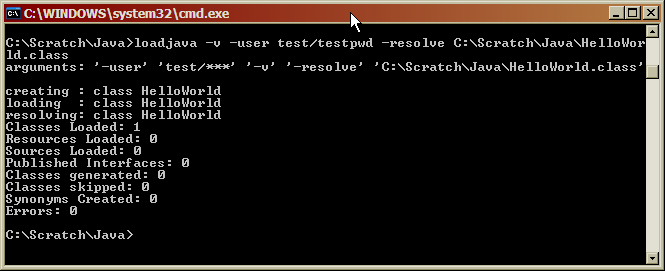 C:\WINDOWS\system32\cmd.exe
C:\Scratch\Java>loadjava -v -user test/testpwd -resolve C:\Scratch\Java\HelloWor
ld.class
arguments: '-user' 'test/***' '-v' '-resolve' 'C:\Scratch\Java\HelloWorld.class'
creating : class HelloWorld
loading  : class HelloWorld
resolving: class HelloWorld
Classes Loaded: 1
Resources Loaded: 0
Sources Loaded: 0
Published Interfaces: 0
Classes generated: 0
Classes skipped: 0
Synonyms Created: 0
Errors: 0
C:\Scratch\Java>